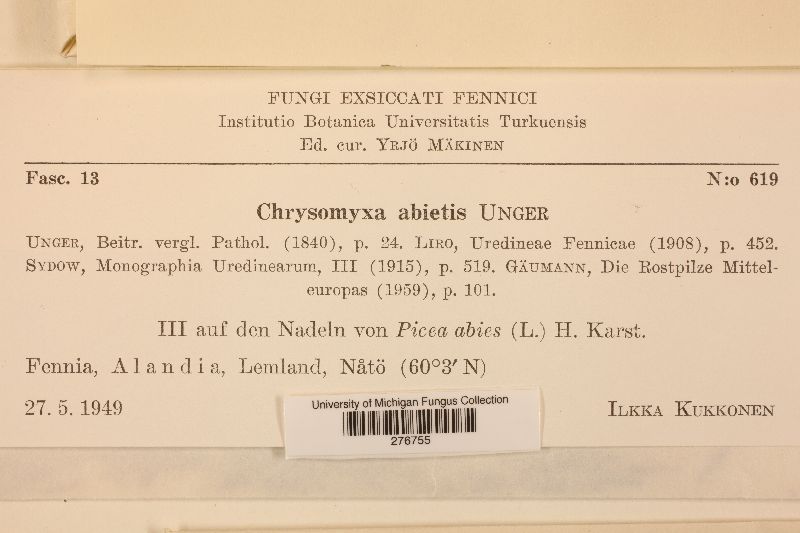 FUNGI EXSICCATI FENNICI
Institutio Botanica Universitatis Turkuensis
Ed. cur. YRJÖ MÄKINEN
Fasc. 13 N:o 619
Chrysomyxa abietis UNGER
UNGER, Beitr. vergl. Pathol. (1840), p. 24. LIRO, Uredineae Fennicae (1908), p. 452.
SYDOW, Monographia Uredinearum, III (1915), p. 519. GÄUMANN, Die Rostpilze Mittel-
europas (1959), p. 101.
III auf den Nadeln von Picea abies (L.) H. Karst.
Fennia, Alandia, Lemland, Nåtö (60°3′ N)
27. 5. 1949 ILKKA KUKKONEN
University of Michigan Fungus Collection
276755